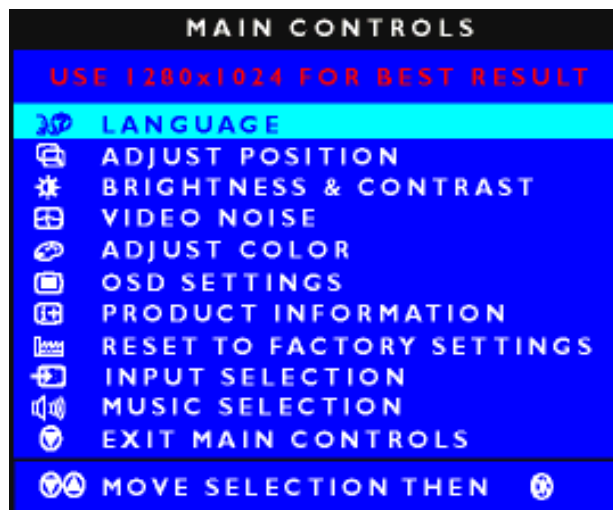 MAIN CONTROLS
USE 1280x1024 FOR BEST RESULT
LANGUAGE
ADJUST POSITION
BRIGHTNESS & CONTRAST
VIDEO NOISE
ADJUST COLOR
OSD SETTINGS
PRODUCT INFORMATION
RESET TO FACTORY SETTINGS
INPUT SELECTION
MUSIC SELECTION
EXIT MAIN CONTROLS
MOVE SELECTION THEN